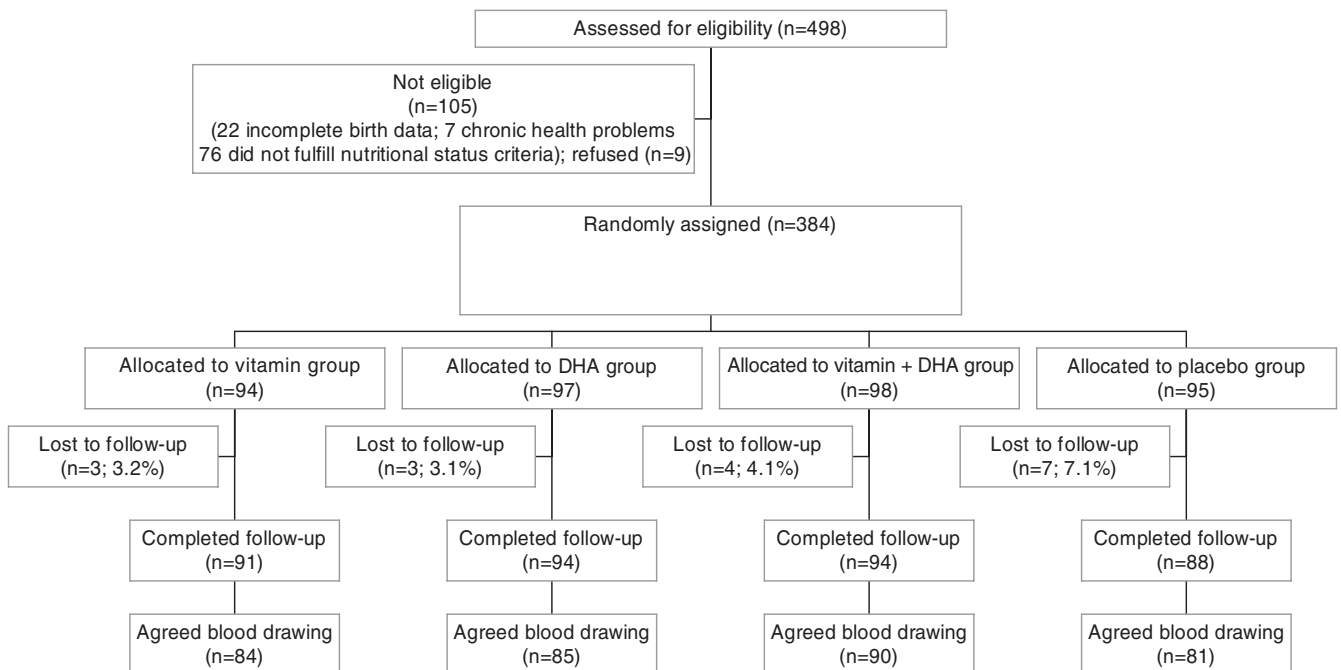 Assessed for eligibility (n=498)
Not eligible
(n=105)
(22 incomplete birth data; 7 chronic health problems
76 did not fulfill nutritional status criteria); refused (n=9)
Randomly assigned (n=384)
Allocated to vitamin group
(n=94)
Allocated to DHA group
(n=97)
Allocated to vitamin + DHA group
(n=98)
Allocated to placebo group
(n=95)
Lost to follow-up
(n=3; 3.2%)
Lost to follow-up
(n=3; 3.1%)
Lost to follow-up
(n=4; 4.1%)
Lost to follow-up
(n=7; 7.1%)
Completed follow-up
(n=91)
Completed follow-up
(n=94)
Completed follow-up
(n=94)
Completed follow-up
(n=88)
Agreed blood drawing
(n=84)
Agreed blood drawing
(n=85)
Agreed blood drawing
(n=90)
Agreed blood drawing
(n=81)